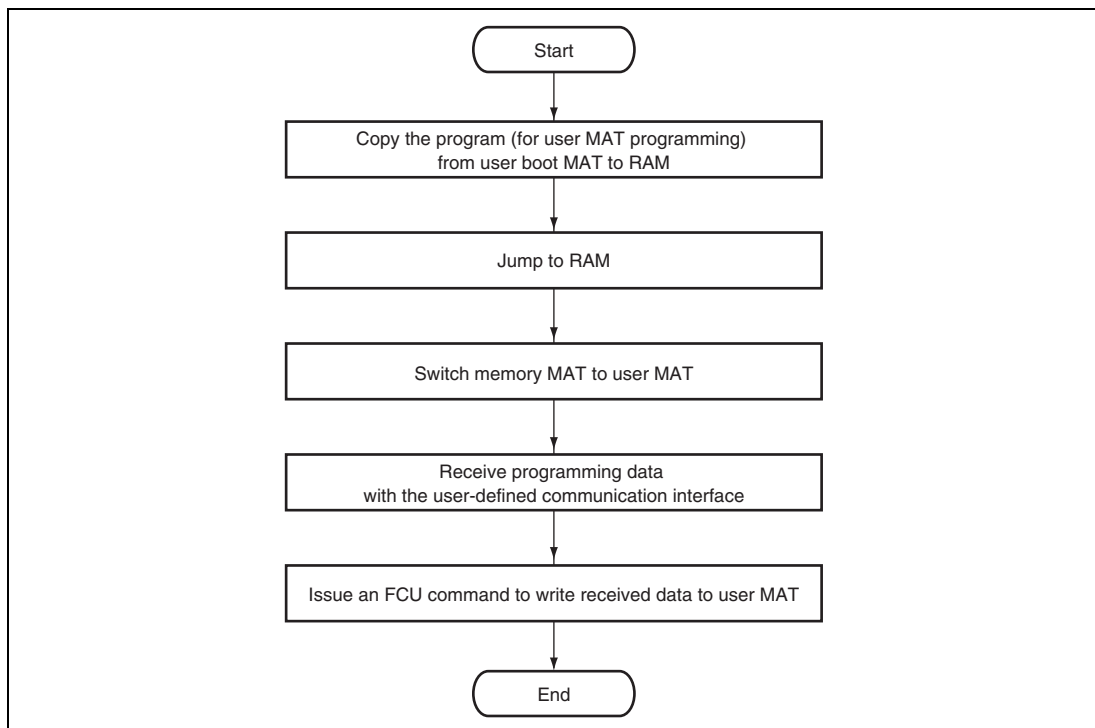 Start
Copy the program (for user MAT programming)
from user boot MAT to RAM
Jump to RAM
Switch memory MAT to user MAT
Receive programming data
with the user-defined communication interface
Issue an FCU command to write received data to user MAT
End